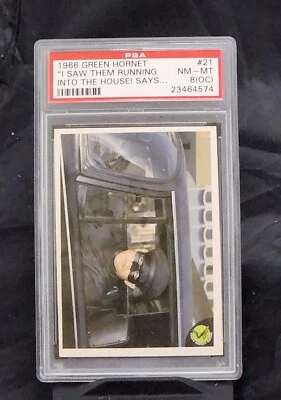 PSA
1966 GREEN HORNET #21
"I SAW THEM RUNNING NM - MT
INTO THE HOUSE! SAYS... 8(OC)
23464574